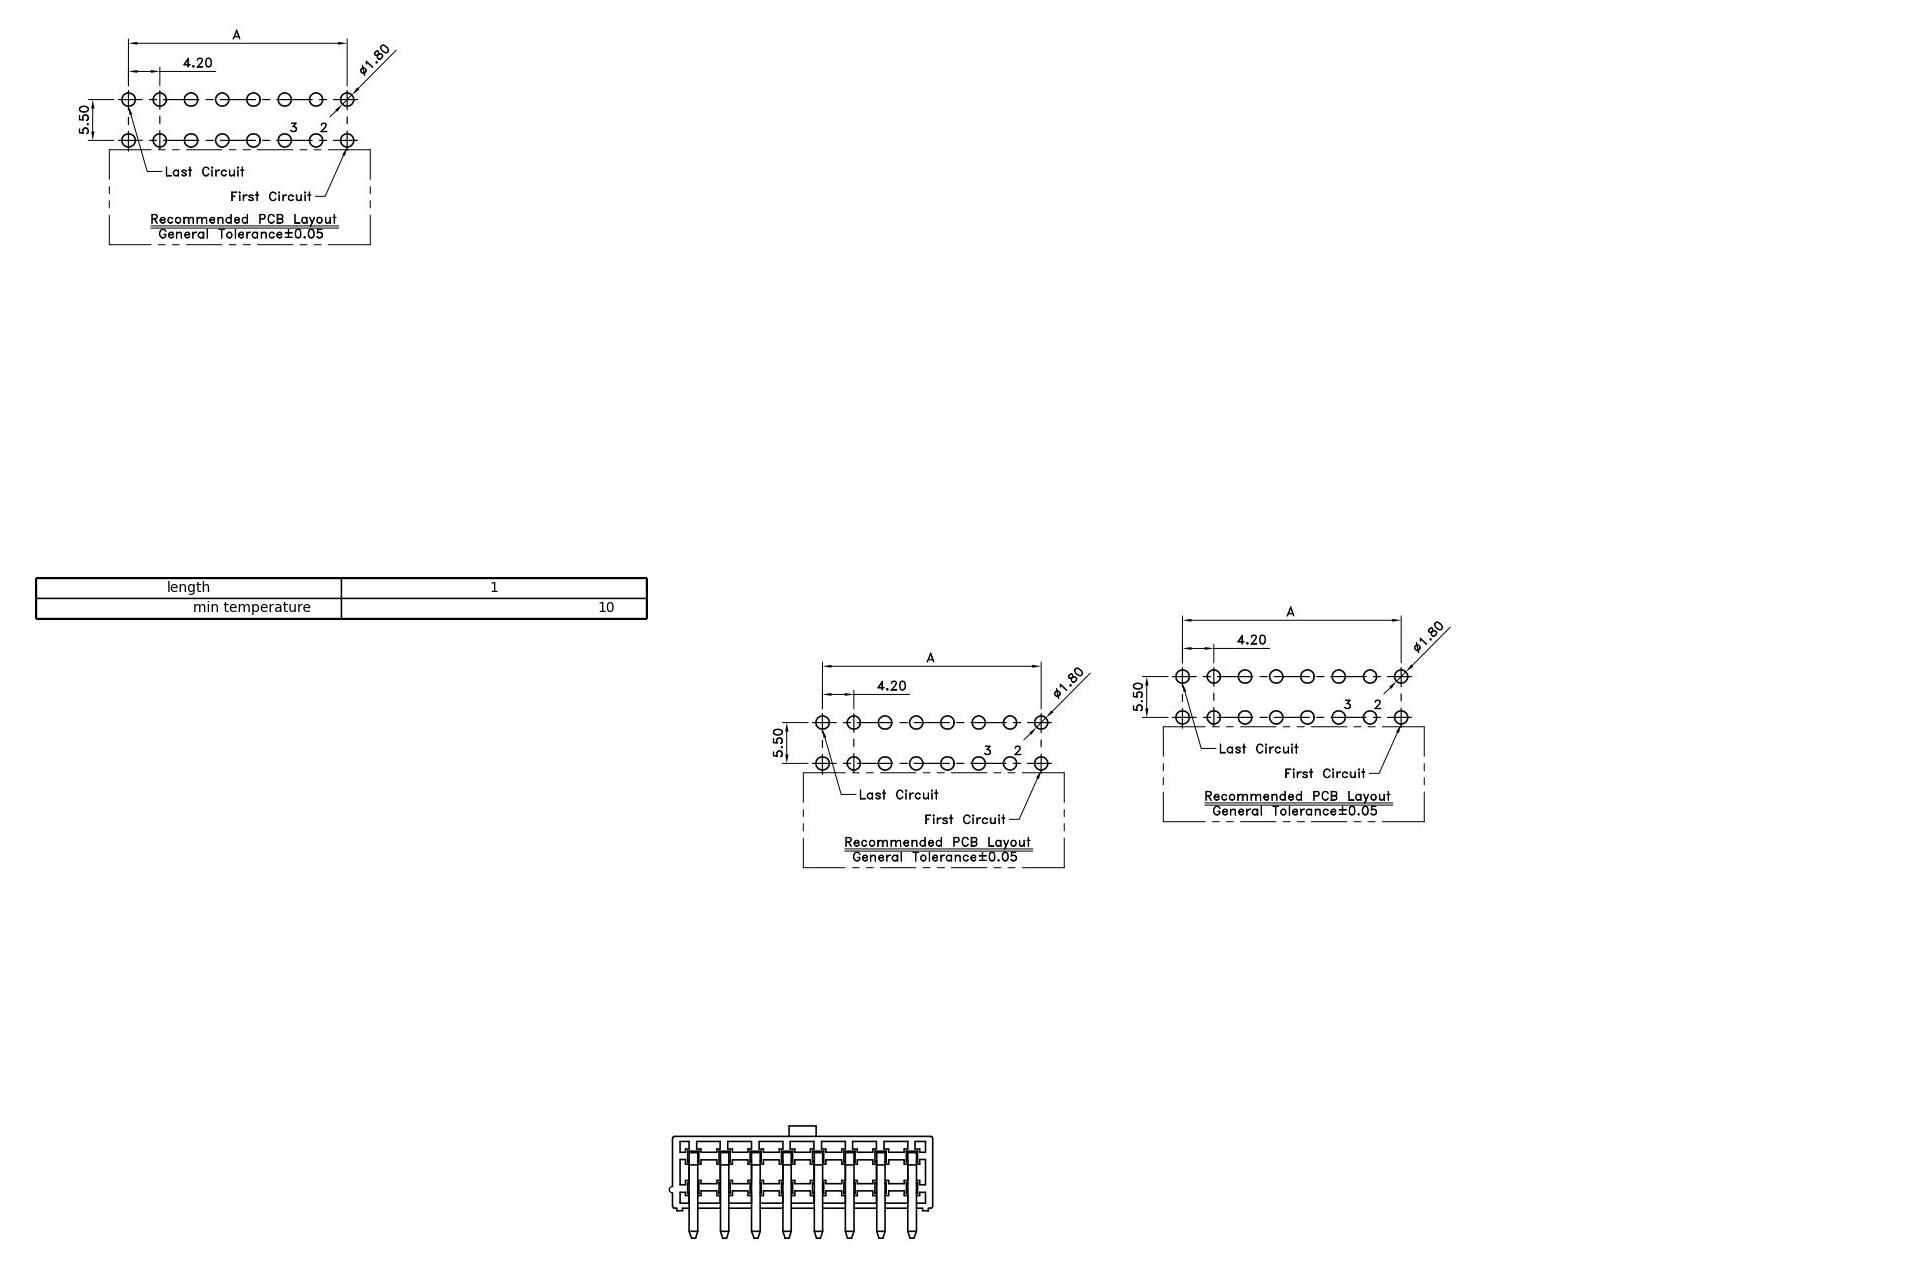 A
4.20
ø1.80
5.50
3 2
Last Circuit
First Circuit
Recommended PCB Layout
General Tolerance±0.05
length 1
min temperature 10
A
4.20
ø1.80
5.50
3 2
Last Circuit
First Circuit
Recommended PCB Layout
General Tolerance±0.05
A
4.20
ø1.80
5.50
3 2
Last Circuit
First Circuit
Recommended PCB Layout
General Tolerance±0.05